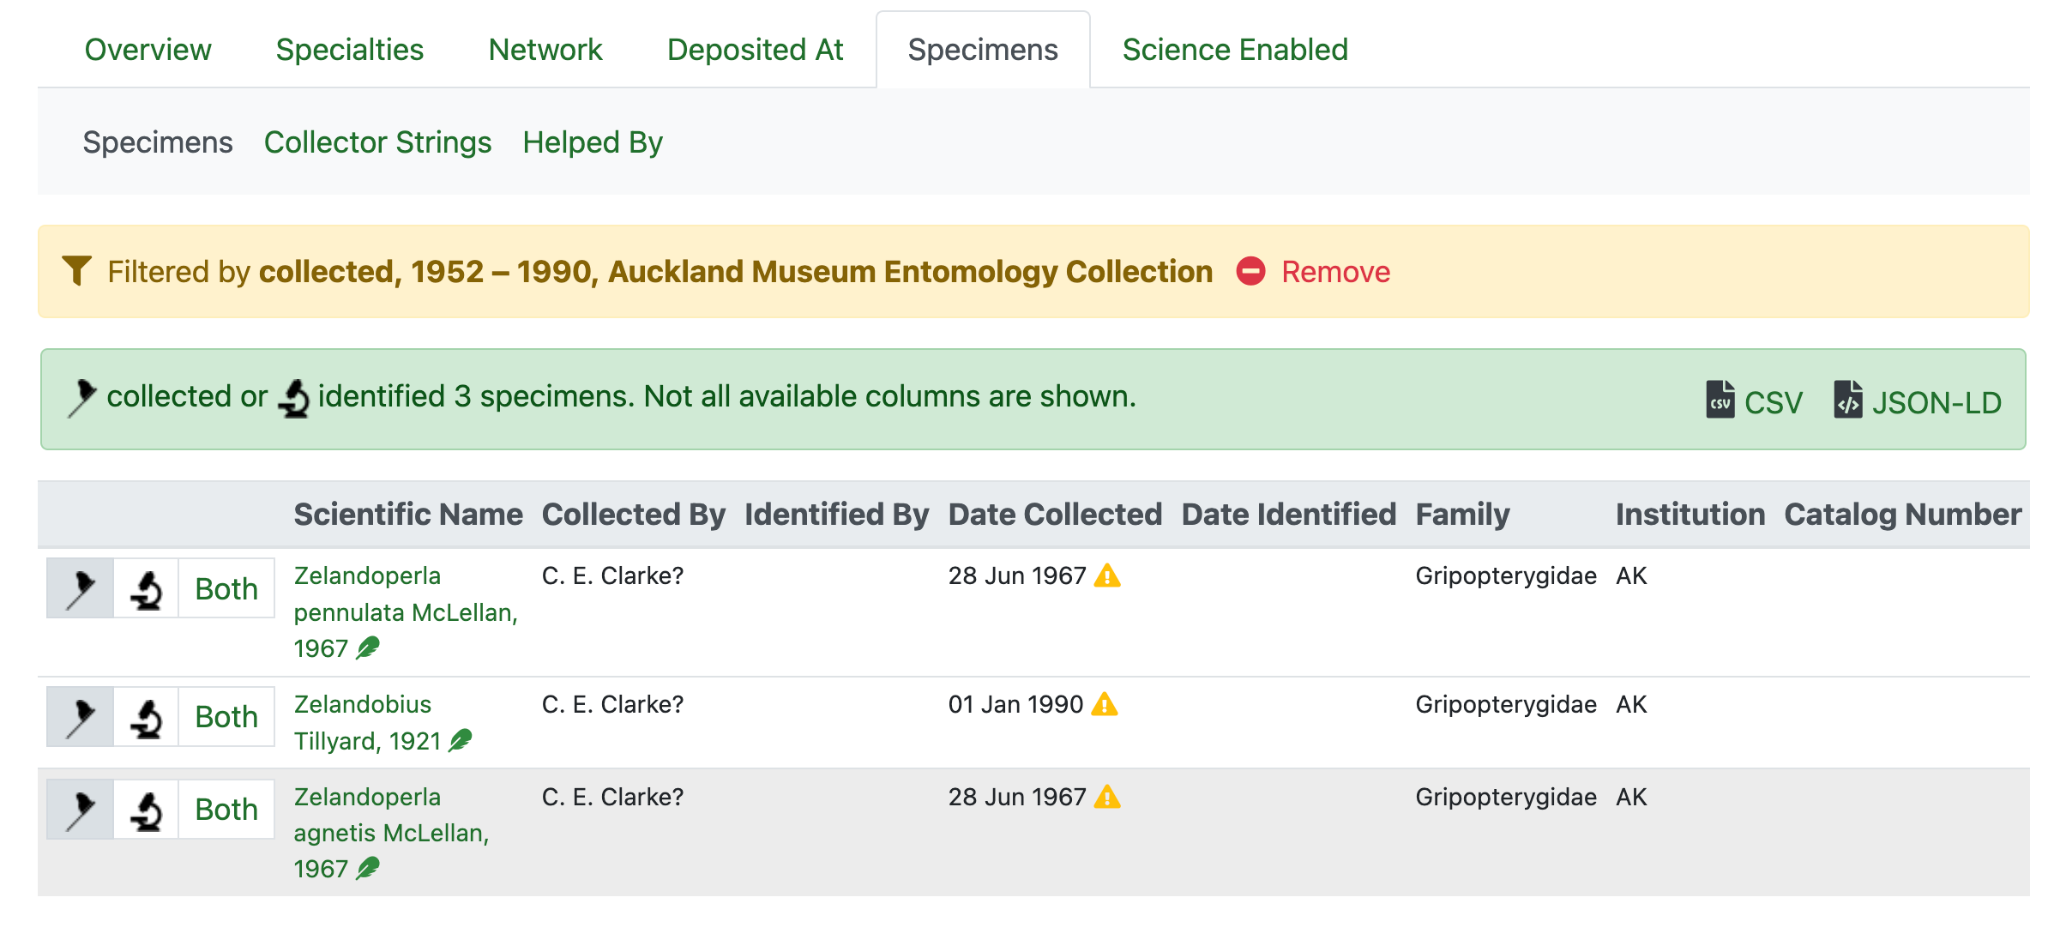 Overview Specialties Network Deposited At Specimens Science Enabled
Specimens Collector Strings Helped By
Filtered by collected, 1952 – 1990, Auckland Museum Entomology Collection Remove
collected or identified 3 specimens. Not all available columns are shown. CSV JSON-LD
Scientific Name Collected By Identified By Date Collected Date Identified Family Institution Catalog Number
Both Zelandoperla C. E. Clarke? 28 Jun 1967 Gripopterygidae AK
pennulata McLellan,
1967
Both Zelandobius C. E. Clarke? 01 Jan 1990 Gripopterygidae AK
Tillyard, 1921
Both Zelandoperla C. E. Clarke? 28 Jun 1967 Gripopterygidae AK
agnetis McLellan,
1967